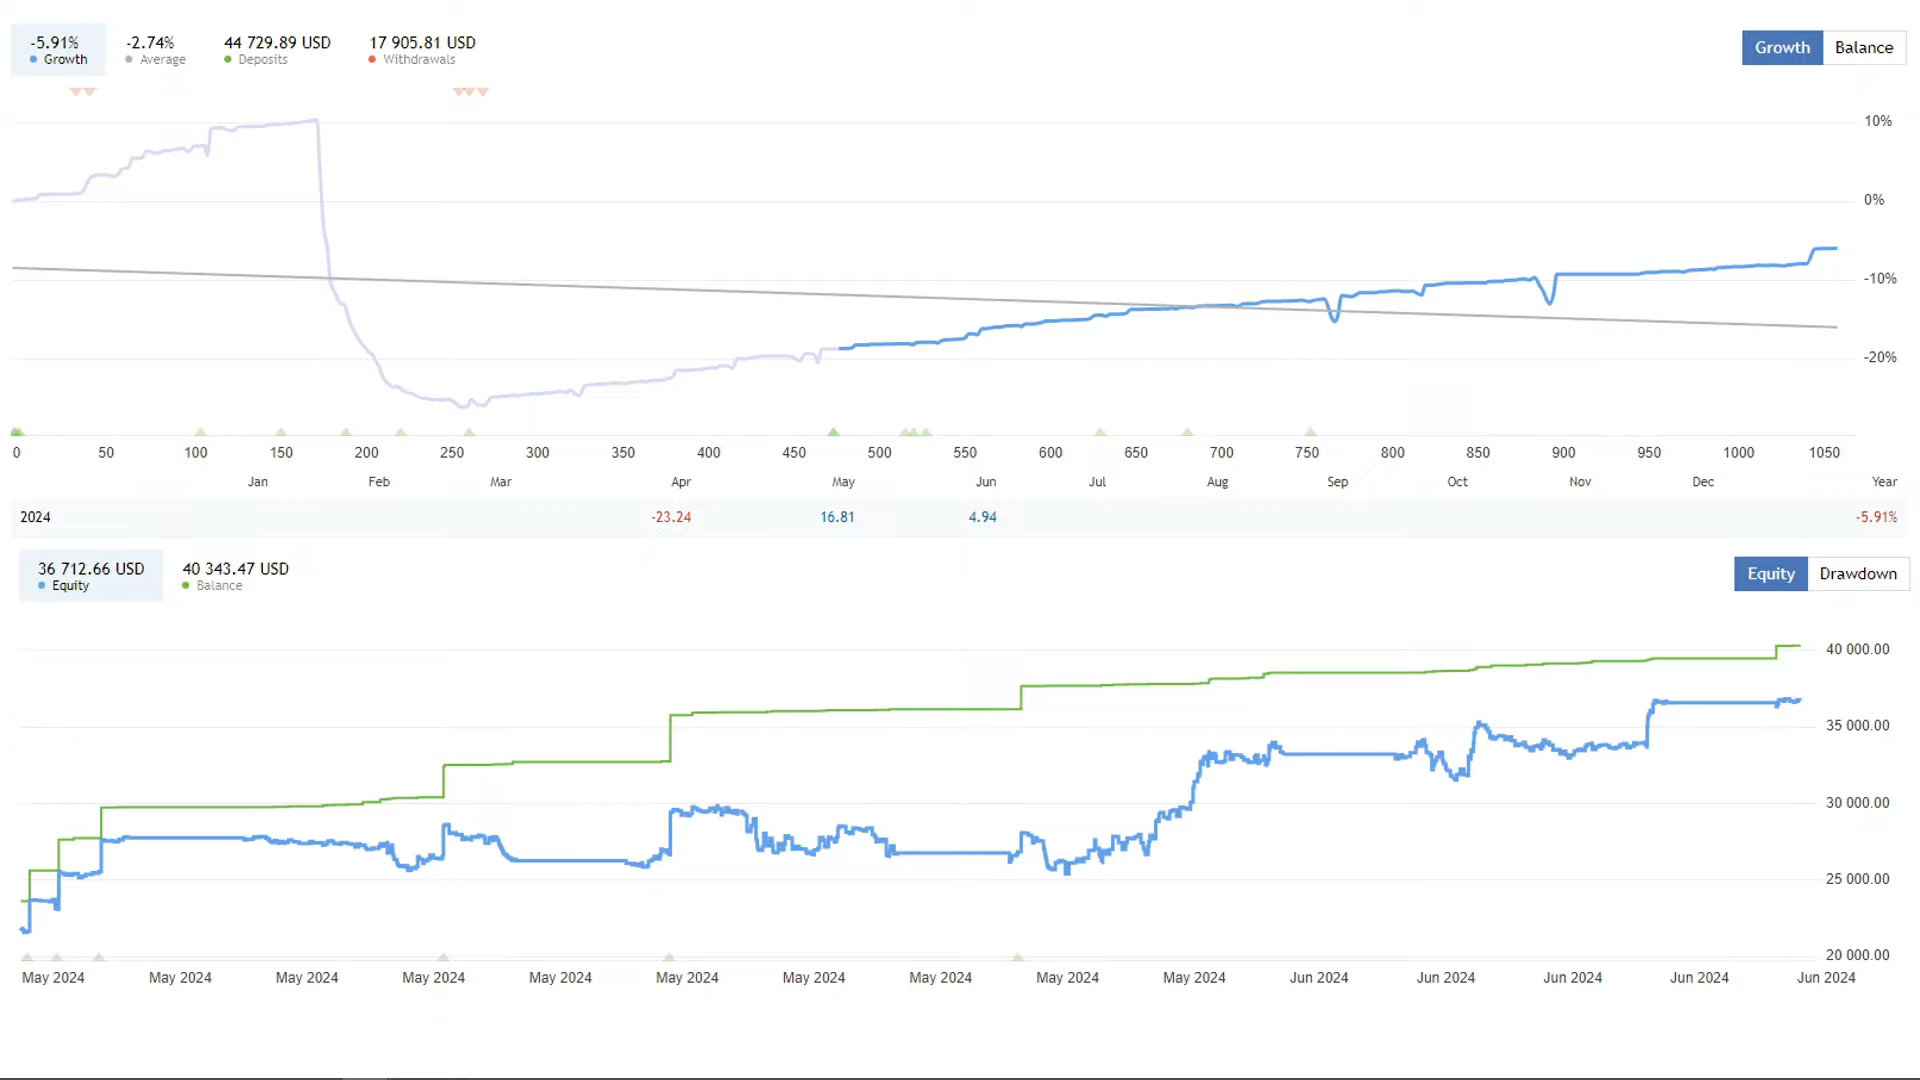 -5.91% -2.74% 44 729.89 USD 17 905.81 USD
Growth Average Deposits Withdrawals
Growth Balance
10%
0%
-10%
-20%
0 50 100 150 200 250 300 350 400 450 500 550 600 650 700 750 800 850 900 950 1000 1050
Jan Feb Mar Apr May Jun Jul Aug Sep Oct Nov Dec Year
2024 -23.24 16.81 4.94 -5.91%
36 712.66 USD 40 343.47 USD
Equity Balance
Equity Drawdown
40 000.00
35 000.00
30 000.00
25 000.00
20 000.00
May 2024 May 2024 May 2024 May 2024 May 2024 May 2024 May 2024 May 2024 May 2024 May 2024 Jun 2024 Jun 2024 Jun 2024 Jun 2024 Jun 2024